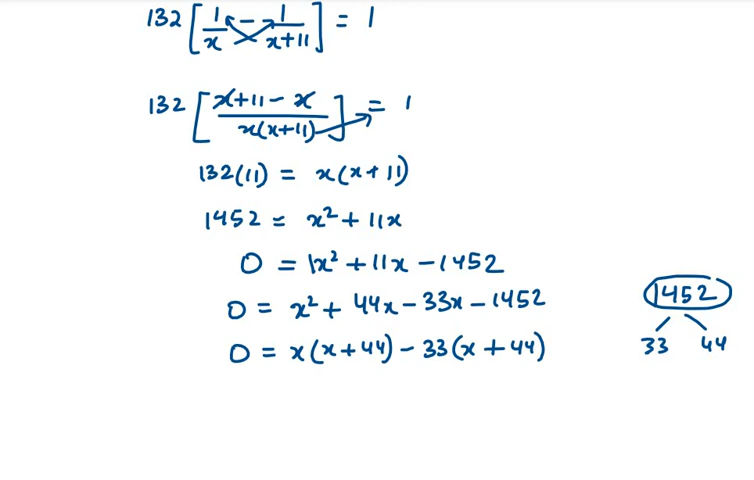 132 [1/x - 1/x+11] = 1
132 [x+11-x / x(x+11)] = 1
132(11) = x(x+11)
1452 = x² + 11x
0 = 1x² + 11x - 1452
0 = x² + 44x - 33x - 1452
0 = x(x+44) - 33(x+44)
1452
33 44